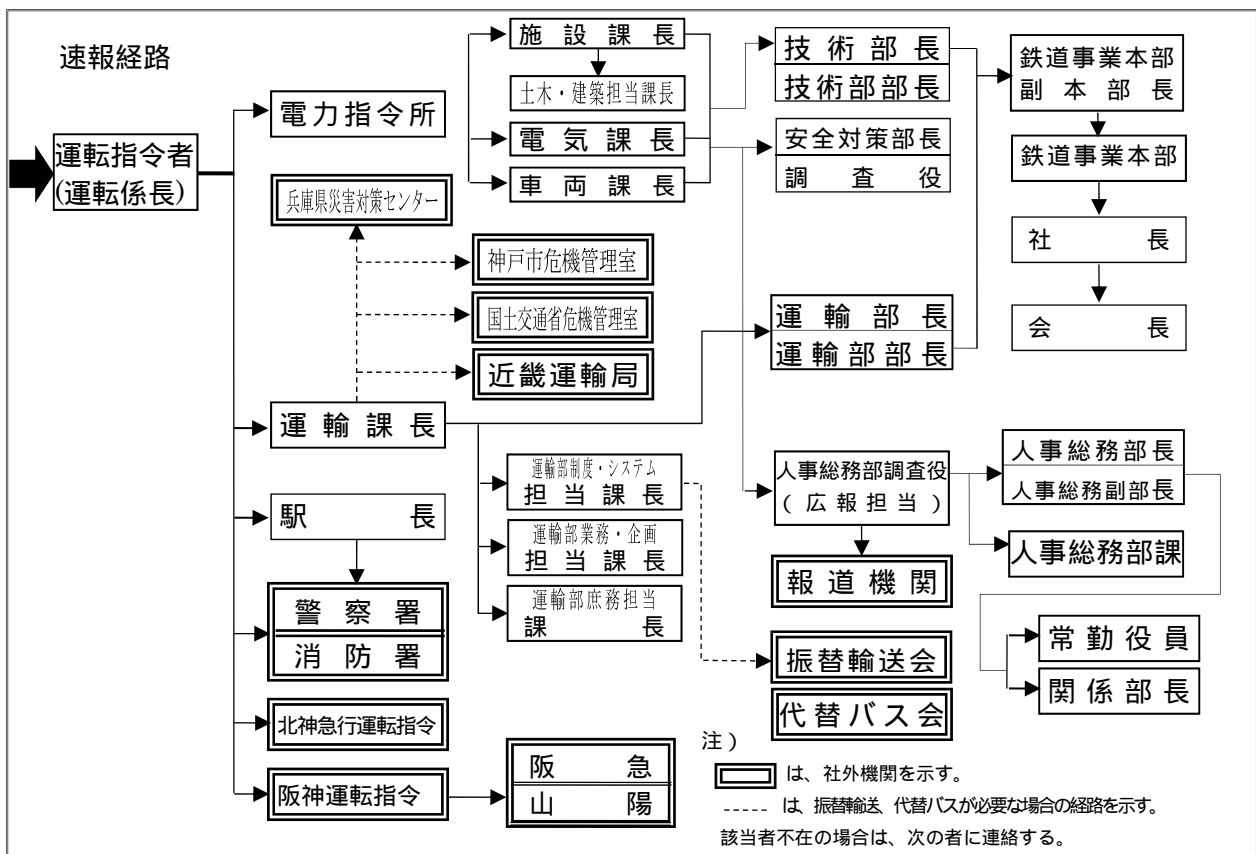 速報経路
運転指令者
(運転係長)
電力指令所
兵庫県災害対策センター
神戸市危機管理室
国土交通省危機管理室
近畿運輸局
運輸課長
駅長
警察署
消防署
北神急行運転指令
阪神運転指令
阪急
山陽
施設課長
土木・建築担当課長
電気課長
車両課長
運輸部制度・システム
担当課長
運輸部業務・企画
担当課長
運輸部庶務担当
課長
技術部長
技術部部長
安全対策部長
調査役
運輸部長
運輸部部長
人事総務部調査役
(広報担当)
報道機関
振替輸送会
代替バス会
鉄道事業本部
副本部長
鉄道事業本部
社長
会長
人事総務部長
人事総務副部長
人事総務部課
常勤役員
関係部長
注)
は、社外機関を示す。
----- は、振替輸送、代替バスが必要な場合の経路を示す。
該当者不在の場合は、次の者に連絡する。